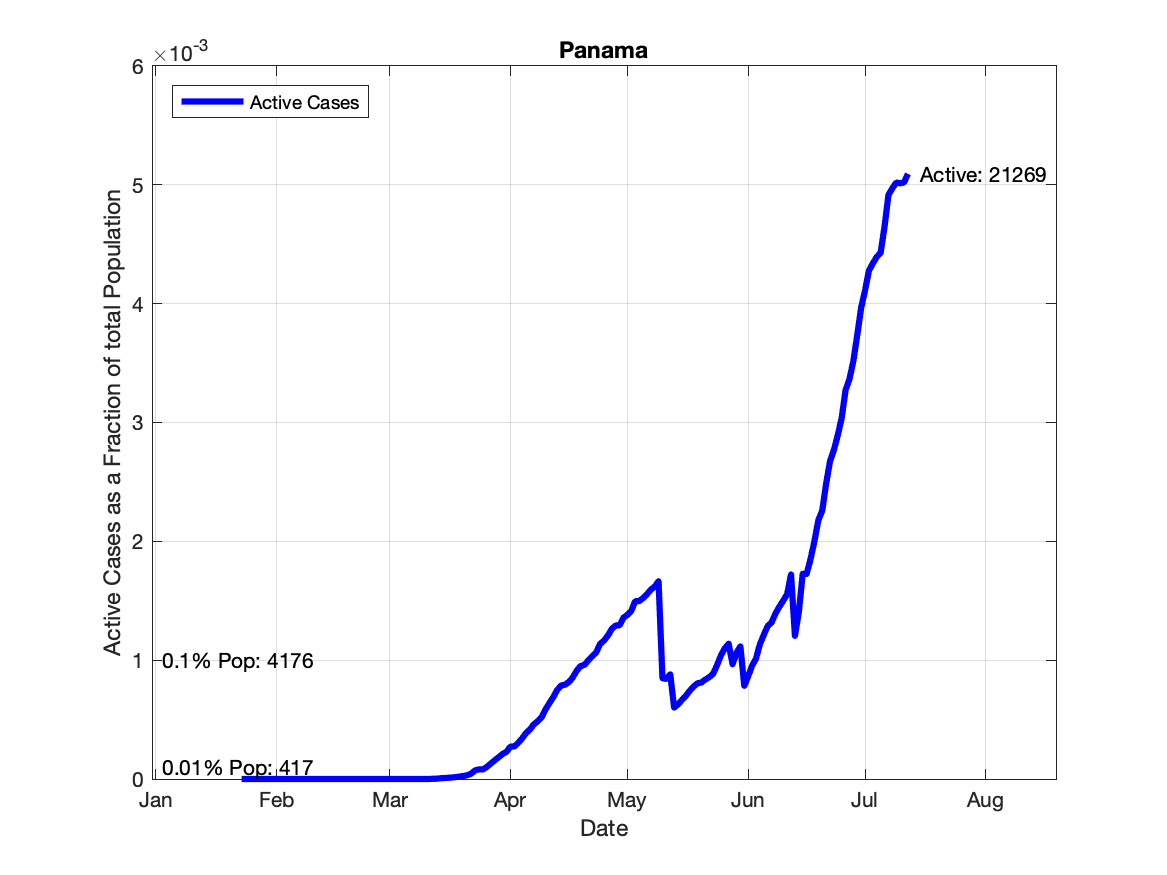 Panama
×10⁻³
6
Active Cases
5
Active: 21269
4
3
2
1
0.1% Pop: 4176
0.01% Pop: 417
0
Active Cases as a Fraction of total Population
Jan Feb Mar Apr May Jun Jul Aug
Date